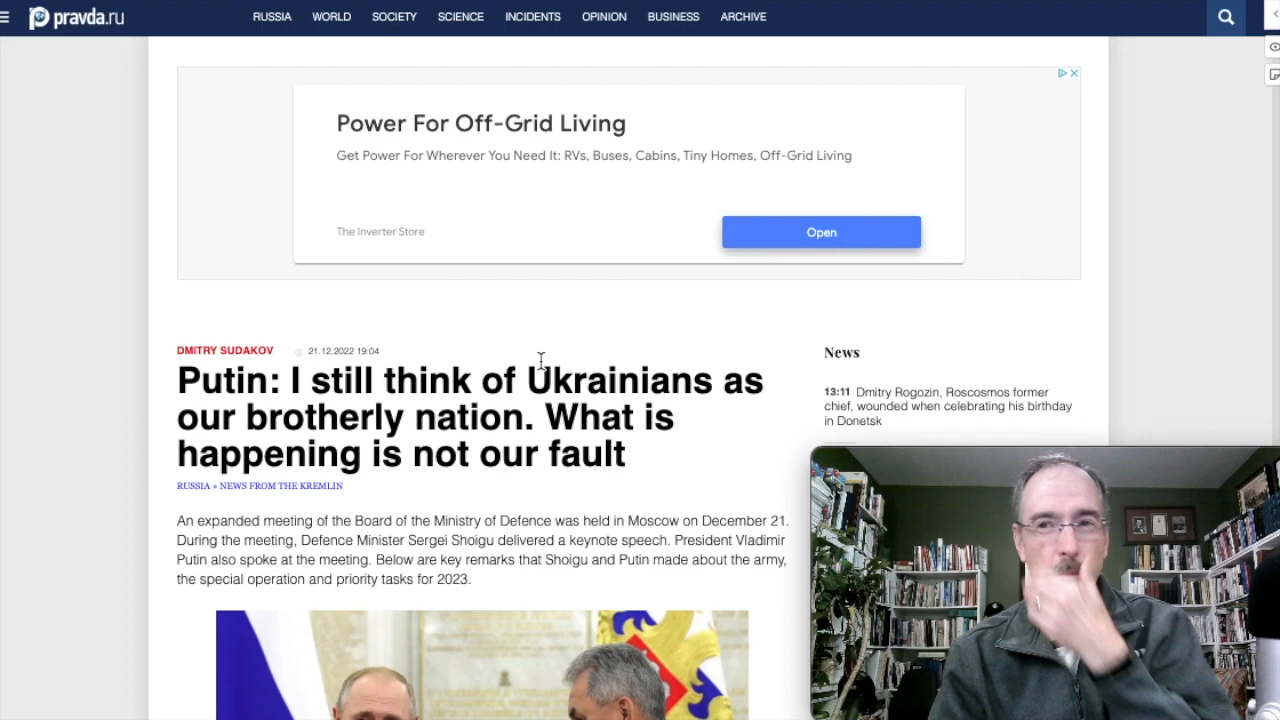 pravda.ru
RUSSIA WORLD SOCIETY SCIENCE INCIDENTS OPINION BUSINESS ARCHIVE
Power For Off-Grid Living
Get Power For Wherever You Need It: RVs, Buses, Cabins, Tiny Homes, Off-Grid Living
The Inverter Store
Open
DMITRY SUDAKOV 21.12.2022 19:04
Putin: I still think of Ukrainians as
our brotherly nation. What is
happening is not our fault
RUSSIA » NEWS FROM THE KREMLIN
An expanded meeting of the Board of the Ministry of Defence was held in Moscow on December 21.
During the meeting, Defence Minister Sergei Shoigu delivered a keynote speech. President Vladimir
Putin also spoke at the meeting. Below are key remarks that Shoigu and Putin made about the army,
the special operation and priority tasks for 2023.
News
13:11 Dmitry Rogozin, Roscosmos former
chief, wounded when celebrating his birthday
in Donetsk